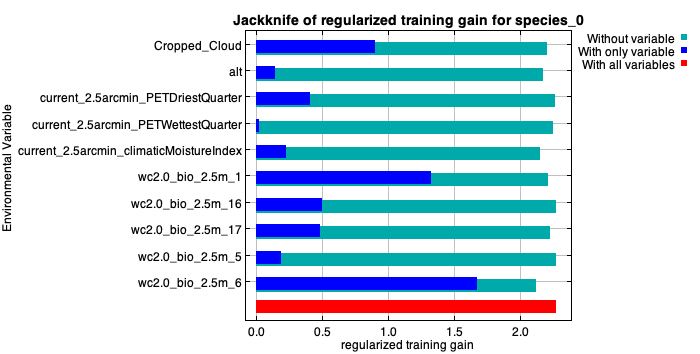 Jackknife of regularized training gain for species_0
Without variable
With only variable
With all variables
Environmental Variable
Cropped_Cloud
alt
current_2.5arcmin_PETDriestQuarter
current_2.5arcmin_PETWettestQuarter
current_2.5arcmin_climaticMoistureIndex
wc2.0_bio_2.5m_1
wc2.0_bio_2.5m_16
wc2.0_bio_2.5m_17
wc2.0_bio_2.5m_5
wc2.0_bio_2.5m_6
0.0 0.5 1.0 1.5 2.0
regularized training gain